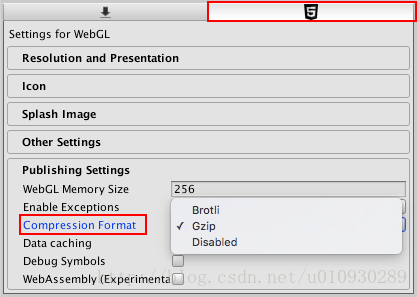 Settings for WebGL
Resolution and Presentation
Icon
Splash Image
Other Settings
Publishing Settings
WebGL Memory Size
256
Enable Exceptions
Brotli
Compression Format
Gzip
Data caching
Disabled
Debug Symbols
WebAssembly (Experimenta
http://blog.csdn.net/u010930289